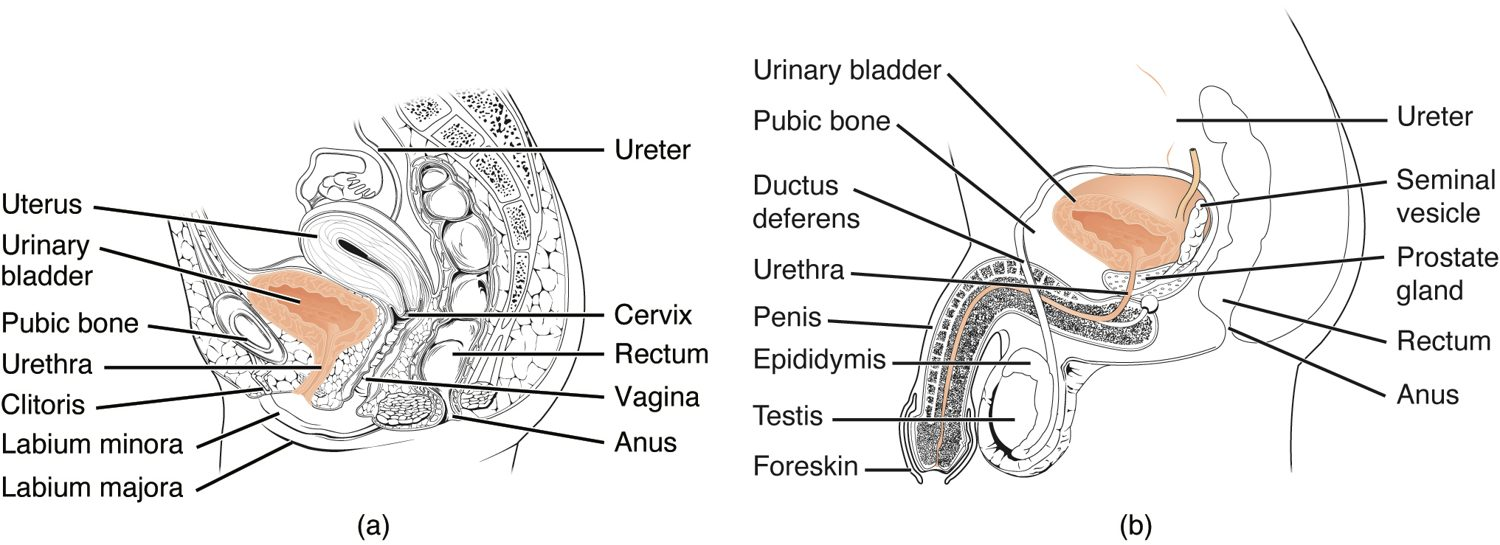 Uterus
Urinary
bladder
Pubic bone
Urethra
Clitoris
Labium minora
Labium majora
Ureter
Cervix
Rectum
Vagina
Anus
(a)
Urinary bladder
Pubic bone
Ductus
deferens
Urethra
Penis
Epididymis
Testis
Foreskin
Ureter
Seminal
vesicle
Prostate
gland
Rectum
Anus
(b)